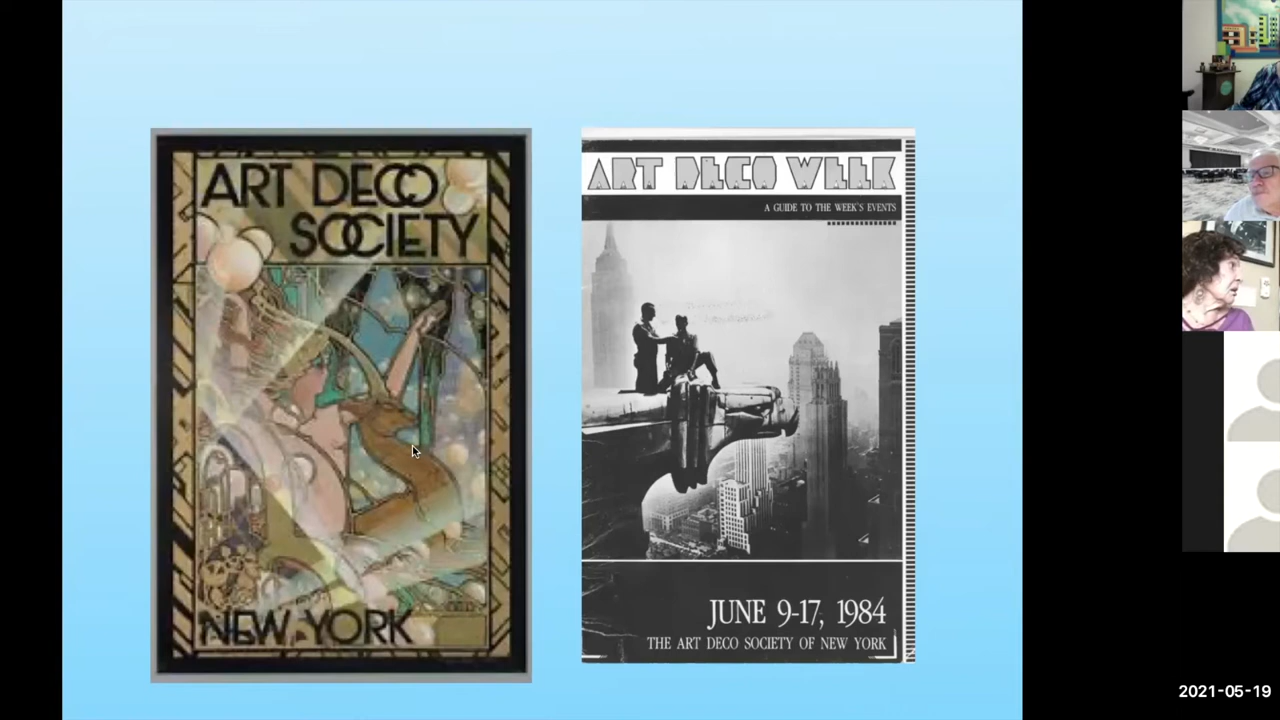 ART DECO
SOCIETY
NEW YORK
ART DECO WEEK
A GUIDE TO THE WEEK'S EVENTS
JUNE 9-17, 1984
THE ART DECO SOCIETY OF NEW YORK
2021-05-19